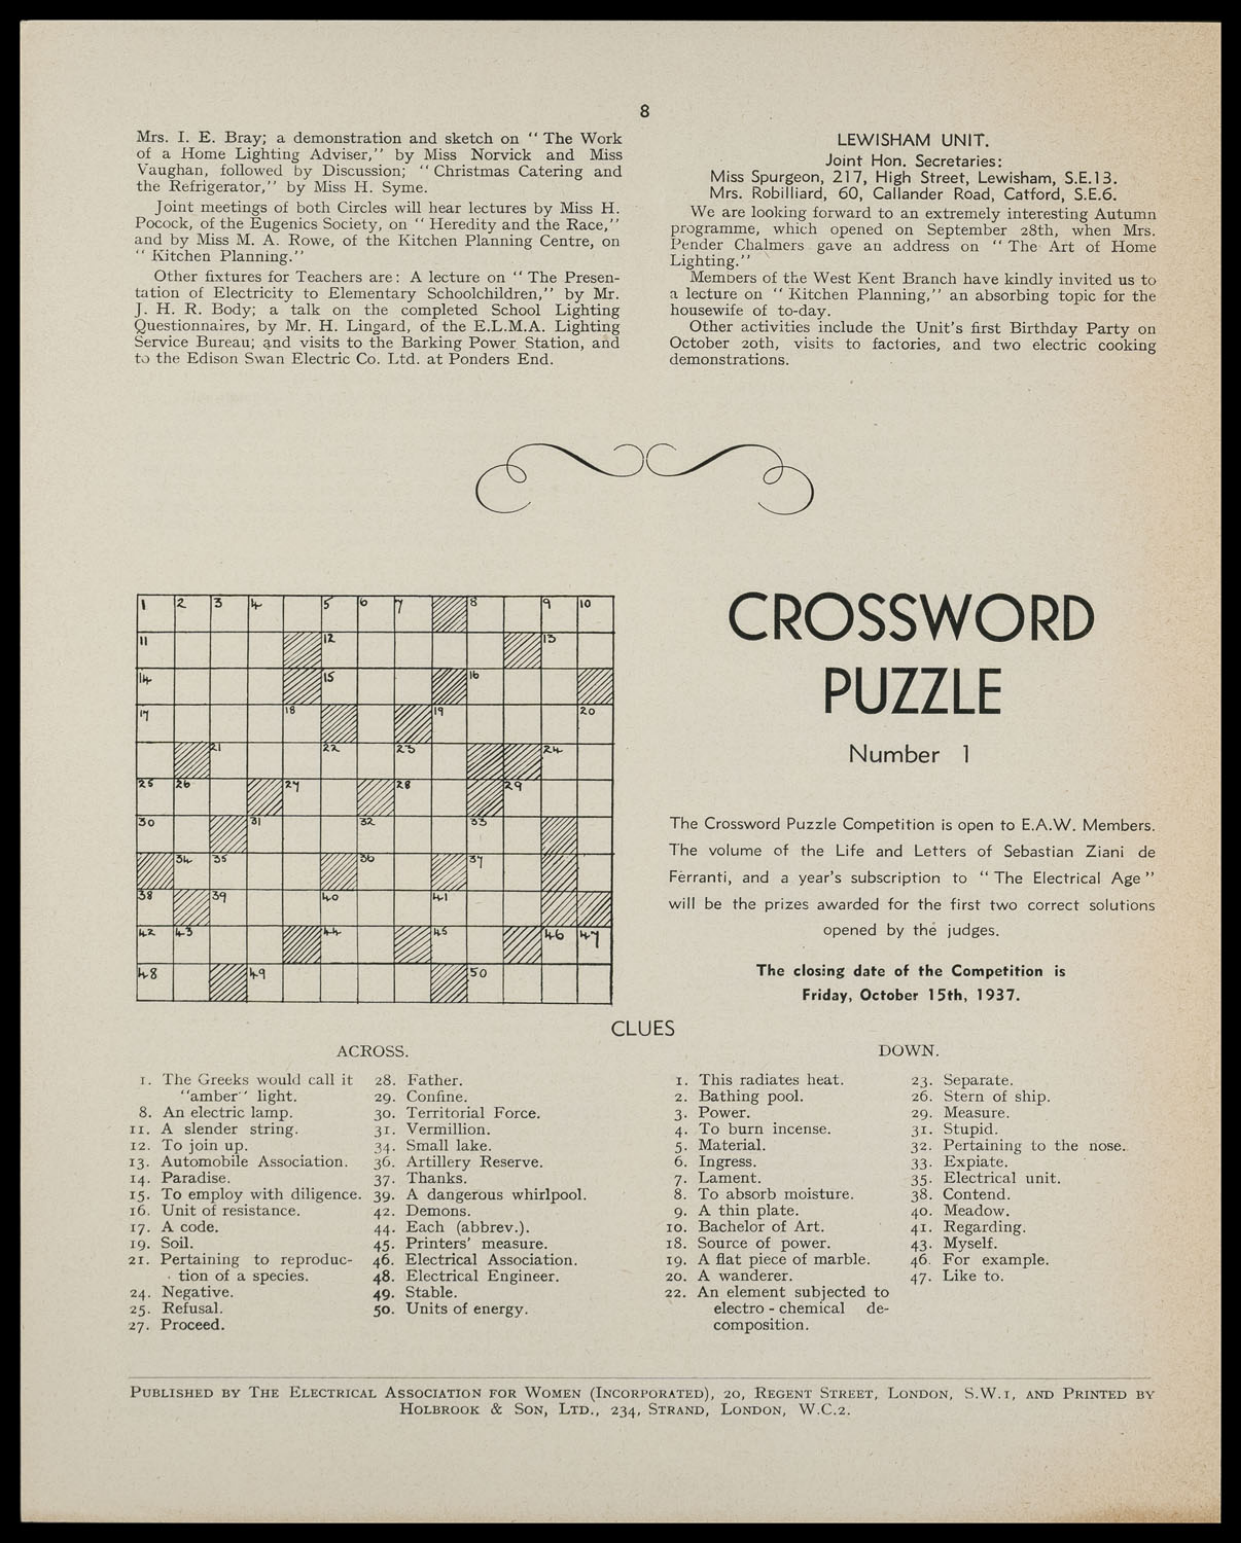 8
Mrs. I. E. Bray; a demonstration and sketch on "The Work
of a Home Lighting Adviser," by Miss Norvick and Miss
Vaughan, followed by Discussion; "Christmas Catering and
the Refrigerator," by Miss H. Syme.
Joint meetings of both Circles will hear lectures by Miss H.
Pocock, of the Eugenics Society, on "Heredity and the Race,"
and by Miss M. A. Rowe, of the Kitchen Planning Centre, on
"Kitchen Planning."
Other fixtures for Teachers are: A lecture on "The Presen-
tation of Electricity to Elementary Schoolchildren," by Mr.
J. H. R. Body; a talk on the completed School Lighting
Questionnaires, by Mr. H. Lingard, of the E.L.M.A. Lighting
Service Bureau; and visits to the Barking Power Station, and
to the Edison Swan Electric Co. Ltd. at Ponders End.
LEWISHAM UNIT.
Joint Hon. Secretaries:
Miss Spurgeon, 217, High Street, Lewisham, S.E.13.
Mrs. Robilliard, 60, Callander Road, Catford, S.E.6.
We are looking forward to an extremely interesting Autumn
programme, which opened on September 28th, when Mrs.
Pender Chalmers gave an address on "The Art of Home
Lighting."
Members of the West Kent Branch have kindly invited us to
a lecture on "Kitchen Planning," an absorbing topic for the
housewife of to-day.
Other activities include the Unit's first Birthday Party on
October 20th, visits to factories, and two electric cooking
demonstrations.
1 2 3 4 5 6 7 8 9 10
11 12 13
14 15 16
17 18 19 20
21 22 23 24
25 26 27 28 29
30 31 32 33
34 35 36 37
38 39 40 41
42 43 44 45 46 47
48 49 50
CROSSWORD
PUZZLE
Number 1
The Crossword Puzzle Competition is open to E.A.W. Members.
The volume of the Life and Letters of Sebastian Ziani de
Ferranti, and a year's subscription to "The Electrical Age"
will be the prizes awarded for the first two correct solutions
opened by the judges.
The closing date of the Competition is
Friday, October 15th, 1937.
CLUES
ACROSS.
1. The Greeks would call it
"amber" light.
8. An electric lamp.
11. A slender string.
12. To join up.
13. Automobile Association.
14. Paradise.
15. To employ with diligence.
16. Unit of resistance.
17. A code.
19. Soil.
21. Pertaining to reproduc-
tion of a species.
24. Negative.
25. Refusal.
27. Proceed.
28. Father.
29. Confine.
30. Territorial Force.
31. Vermillion.
34. Small lake.
36. Artillery Reserve.
37. Thanks.
39. A dangerous whirlpool.
42. Demons.
44. Each (abbrev.).
45. Printers' measure.
46. Electrical Association.
48. Electrical Engineer.
49. Stable.
50. Units of energy.
DOWN.
1. This radiates heat.
2. Bathing pool.
3. Power.
4. To burn incense.
5. Material.
6. Ingress.
7. Lament.
8. To absorb moisture.
9. A thin plate.
10. Bachelor of Art.
18. Source of power.
19. A flat piece of marble.
20. A wanderer.
22. An element subjected to
electro-chemical de-
composition.
23. Separate.
26. Stern of ship.
29. Measure.
31. Stupid.
32. Pertaining to the nose.
33. Expiate.
35. Electrical unit.
38. Contend.
40. Meadow.
41. Regarding.
43. Myself.
46. For example.
47. Like to.
PUBLISHED BY THE ELECTRICAL ASSOCIATION FOR WOMEN (INCORPORATED), 20, REGENT STREET, LONDON, S.W.1, AND PRINTED BY
HOLBROOK & SON, LTD., 234, STRAND, LONDON, W.C.2.